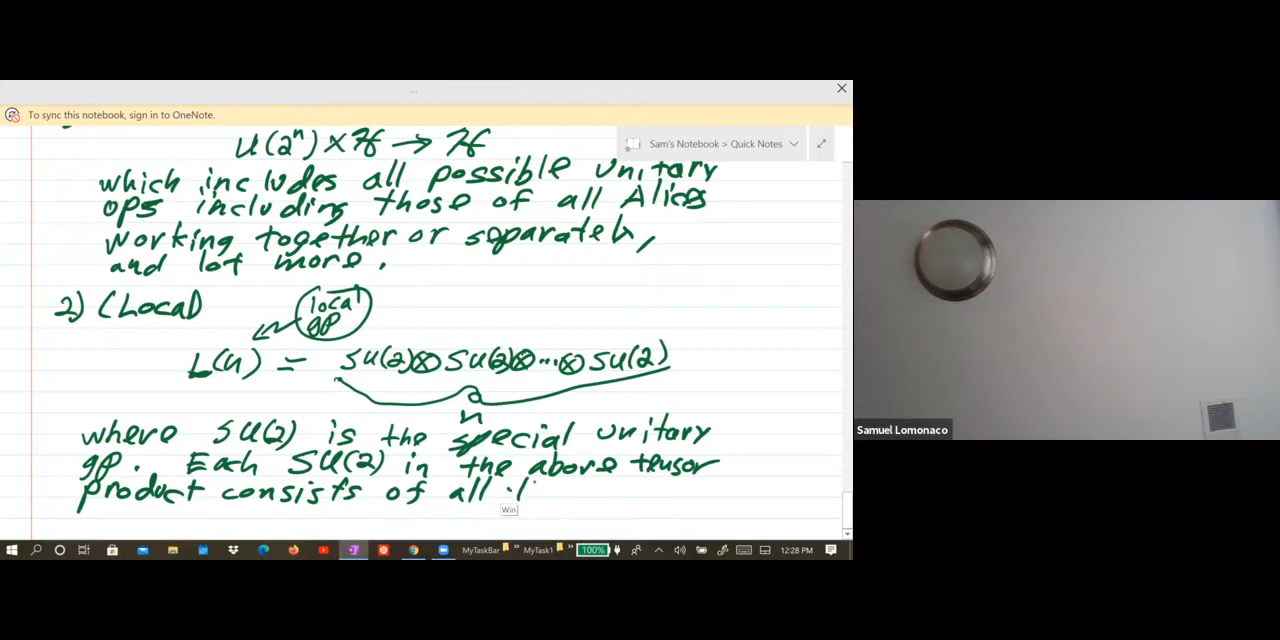 ...
To sync this notebook, sign in to OneNote.
U(2ⁿ) × ℋ → ℋ
Sam's Notebook > Quick Notes
which includes all possible unitary
ops including those of all Alices
working together or separately,
and lot more.
2) (Local)
local
gp
L(n) = SU(2)⊗SU(2)⊗...⊗SU(2)
n
where SU(2) is the special unitary
gp. Each SU(2) in the above tensor
product consists of all
Win
Samuel Lomonaco
MyTaskBar » MyTask1 » 100% 12:28 PM